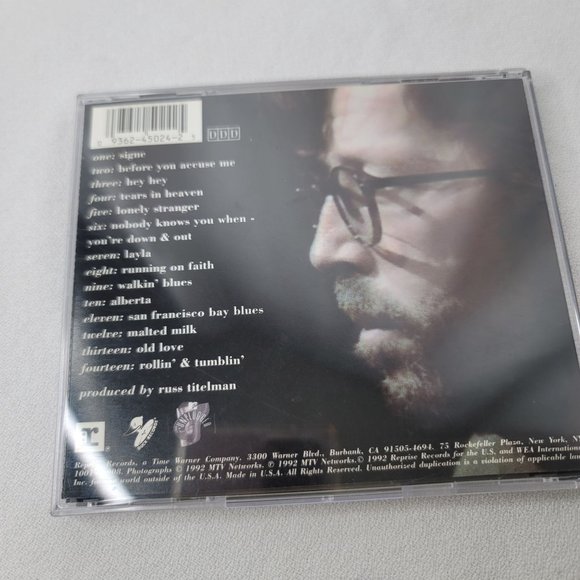 0 9362-45024-2 5
DDD
one: signe
two: before you accuse me
three: hey hey
four: tears in heaven
five: lonely stranger
six: nobody knows you when -
you're down & out
seven: layla
eight: running on faith
nine: walkin' blues
ten: alberta
eleven: san francisco bay blues
twelve: malted milk
thirteen: old love
fourteen: rollin' & tumblin'
produced by russ titelman
Records, a Time Warner Company. 3300 Warner Blvd., Burbank, CA 91505-4694. 75 Rockefeller Plaza, New York, NY
Photographs © 1992 MTV Networks. ℗ 1992 MTV Networks. © 1992 Reprise Records for the U.S. and WEA International
Inc. for world outside of the U.S.A. Made in U.S.A. All Rights Reserved. Unauthorized duplication is a violation of applicable